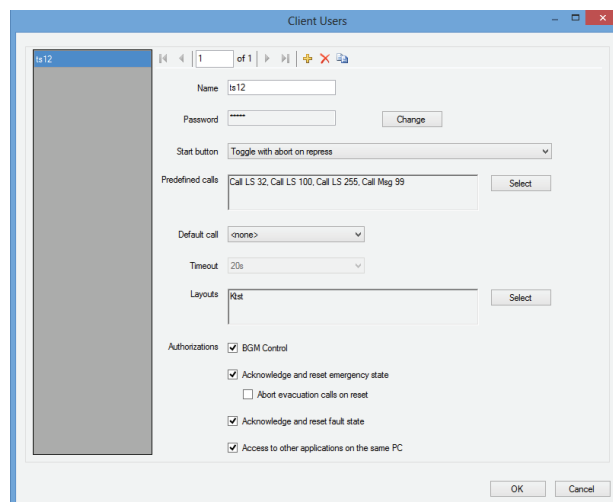 Client Users
ts12
1 of 1
Name ts12
Password *****
Change
Start button Toggle with abort on repress
Predefined calls Call LS 32, Call LS 100, Call LS 255, Call Msg 99
Select
Default call <none>
Timeout 20s
Layouts Ktst
Select
Authorizations BGM Control
Acknowledge and reset emergency state
Abort evacuation calls on reset
Acknowledge and reset fault state
Access to other applications on the same PC
OK Cancel